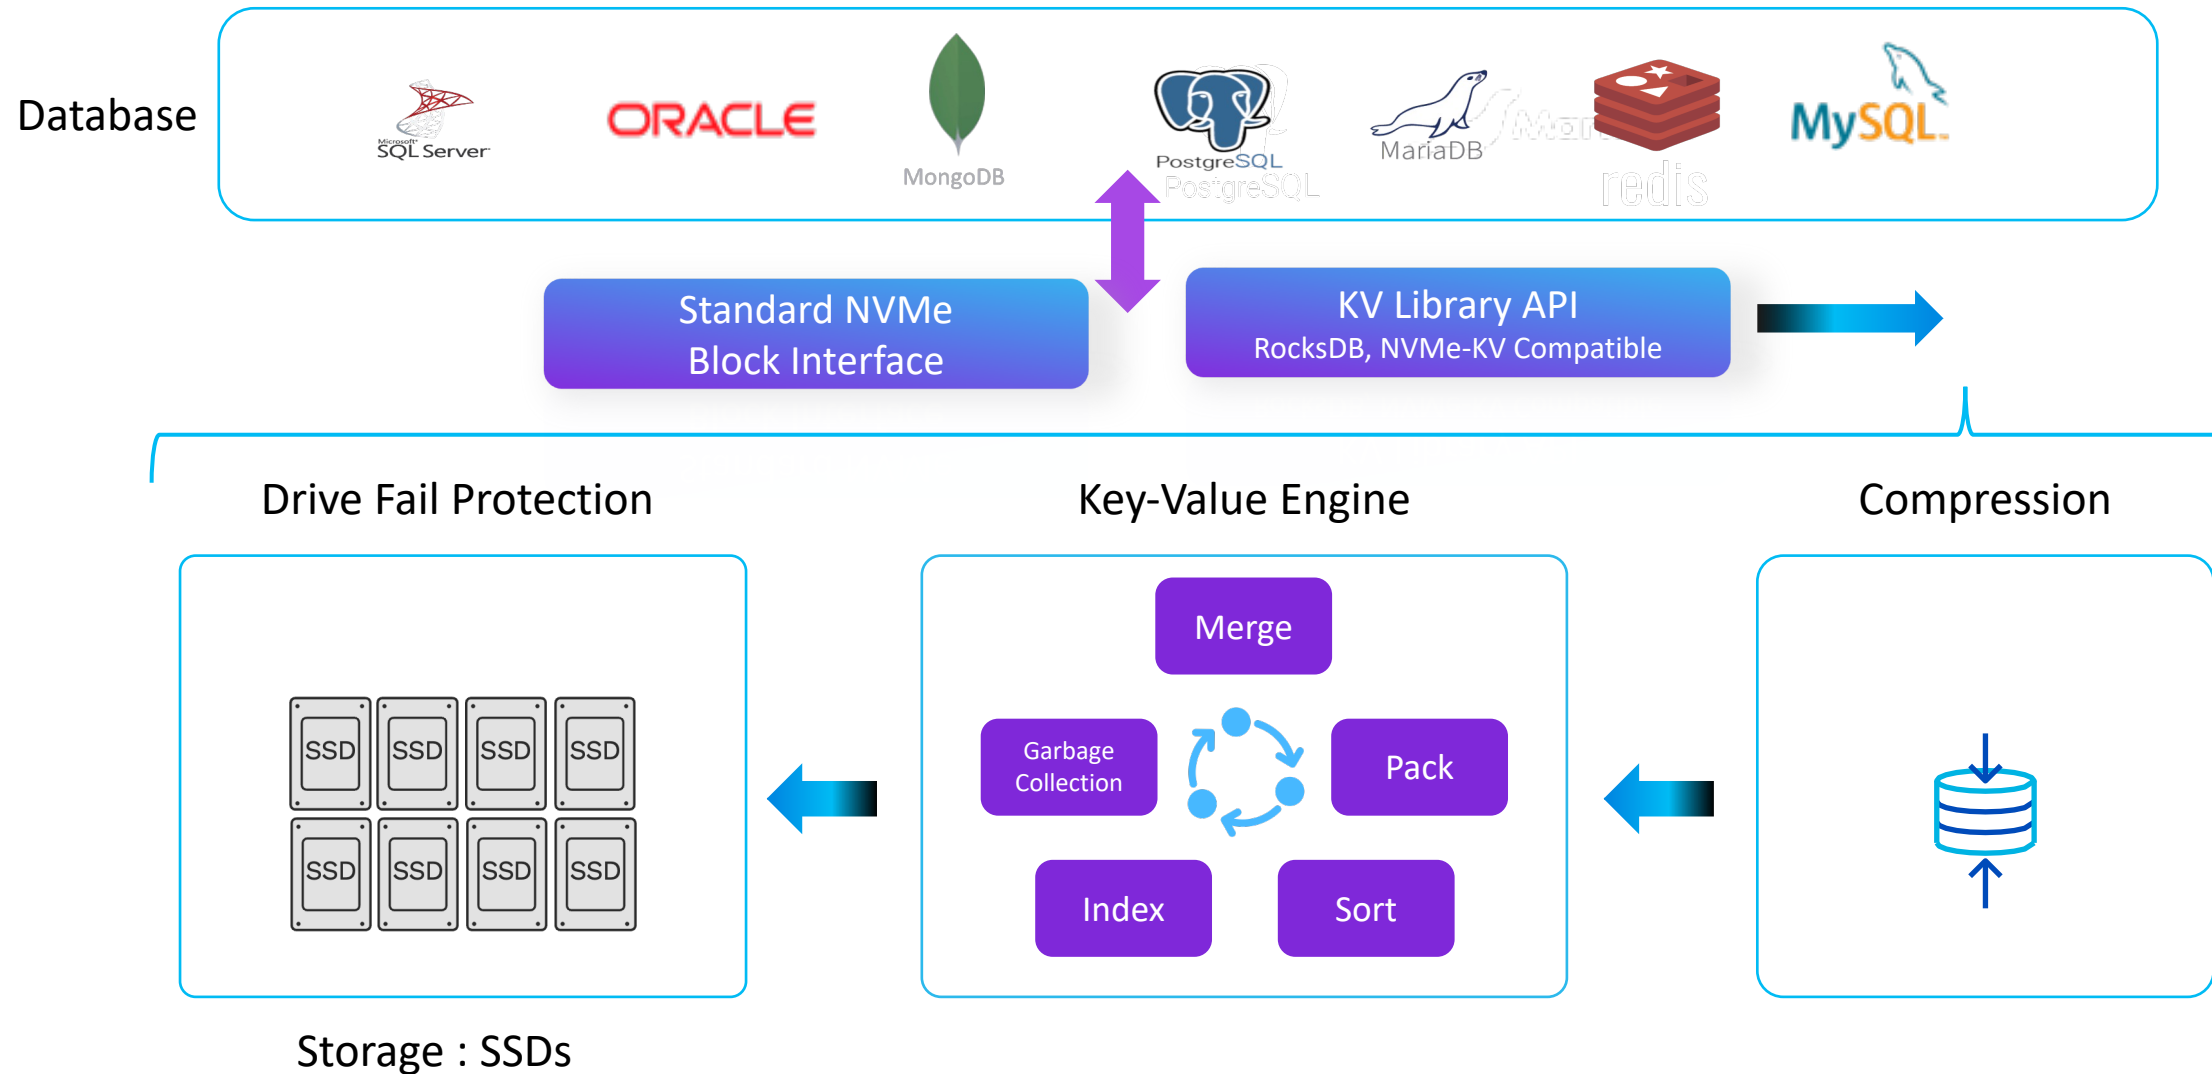 Database
Microsoft
SQL Server
ORACLE
MongoDB
PostgreSQL
PostgreSQL
MariaDB
Mari
redis
MySQL
Standard NVMe
Block Interface
KV Library API
RocksDB, NVMe-KV Compatible
Drive Fail Protection
Key-Value Engine
Compression
SSD
SSD
SSD
SSD
SSD
SSD
SSD
SSD
Merge
Garbage
Collection
Pack
Index
Sort
Storage : SSDs